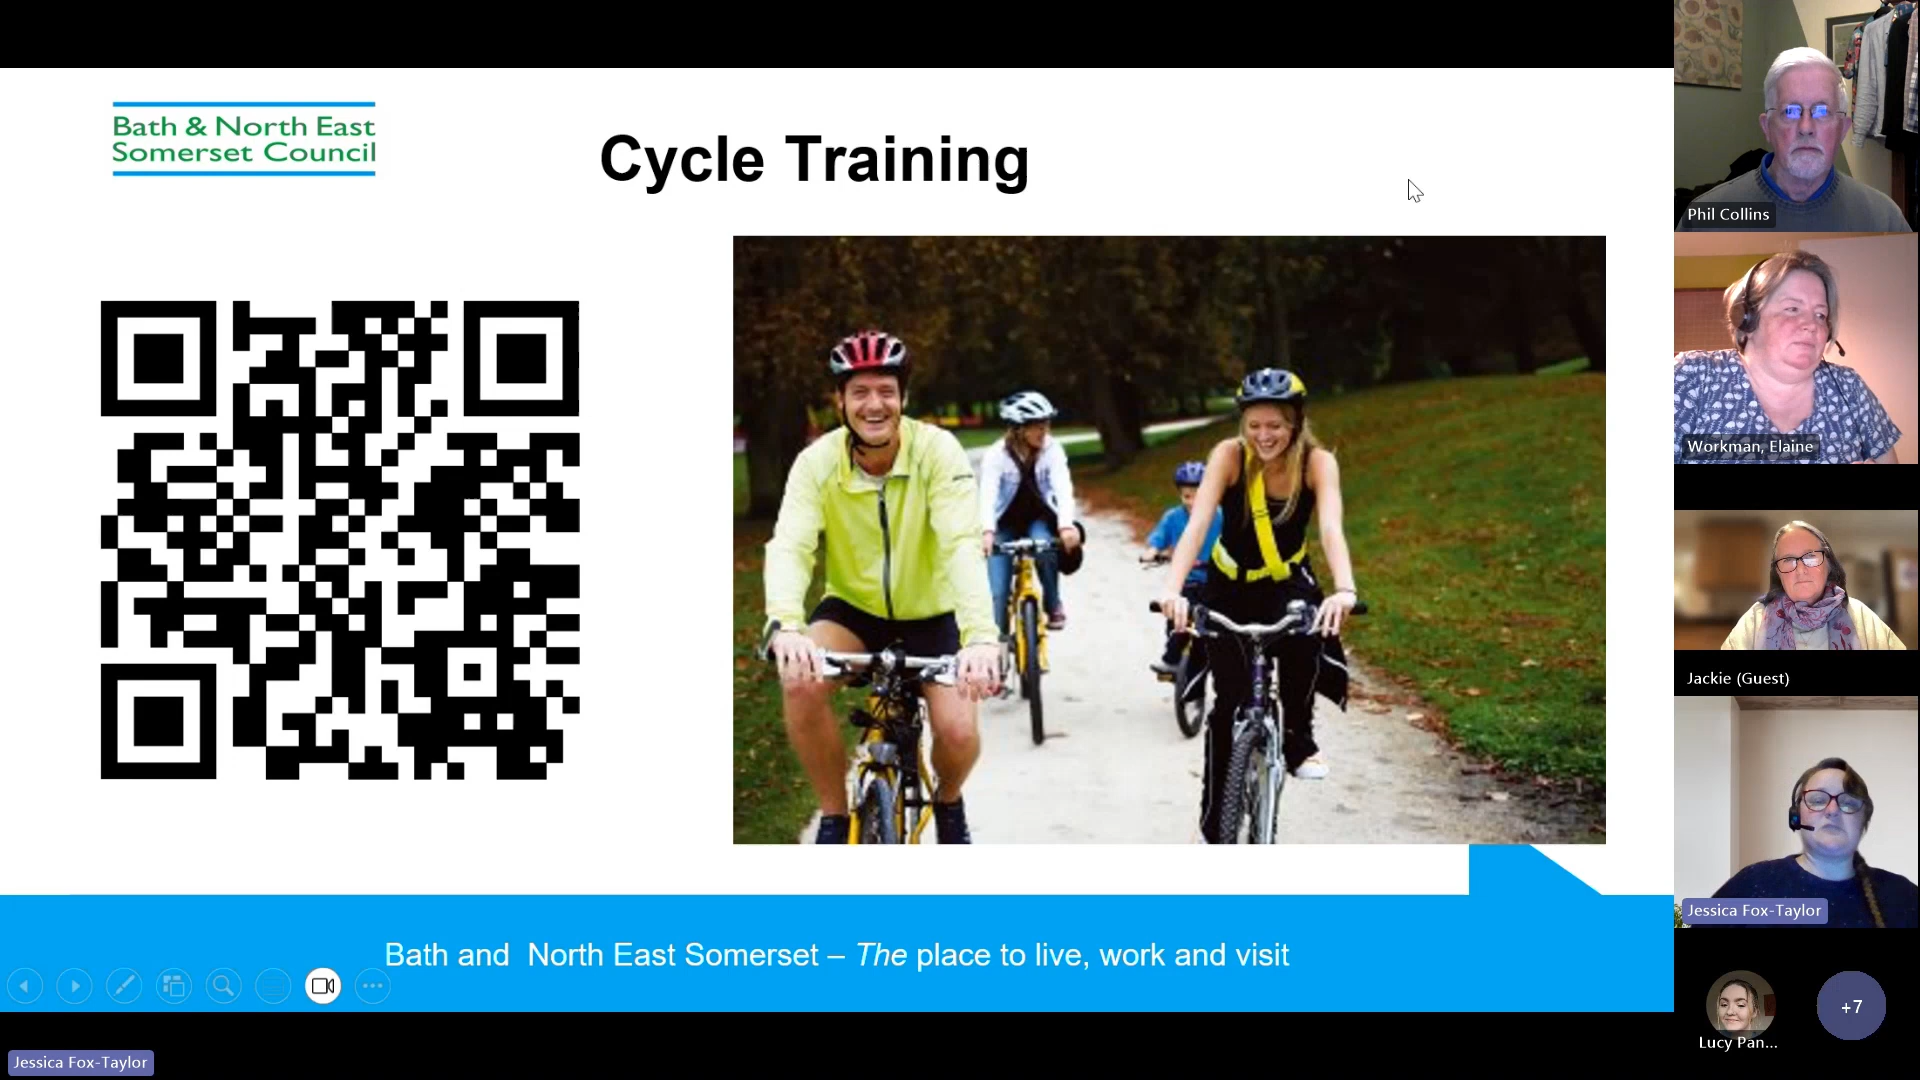 Bath & North East
Somerset Council
Cycle Training
Bath and  North East Somerset – The place to live, work and visit
Jessica Fox-Taylor
Phil Collins
Workman, Elaine
Jackie (Guest)
Jessica Fox-Taylor
Lucy Pan...
+7